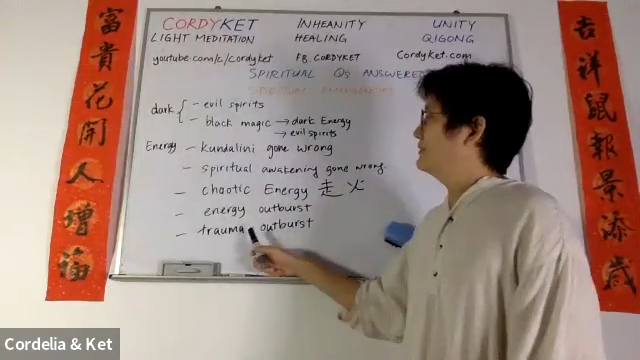 CORDYKET INHEANITY UNITY
LIGHT MEDITATION HEALING QIGONG
youtube.com/c/cordyket FB.CORDYKET Cordyket.com
SPIRITUAL Qs ANSWERED
SPIRITUAL EMERGENCIES
dark { - evil spirits
- black magic → dark Energy
→ evil spirits
Energy - kundalini gone wrong
- spiritual awakening gone wrong
- chaotic Energy 走火
- energy outburst
- trauma outburst
富貴花開人增福
吉祥鼠報景添歲
Cordelia & Ket